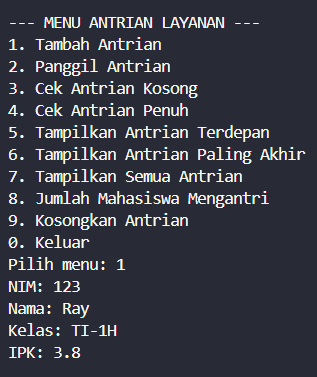 --- MENU ANTRIAN LAYANAN ---
1. Tambah Antrian
2. Panggil Antrian
3. Cek Antrian Kosong
4. Cek Antrian Penuh
5. Tampilkan Antrian Terdepan
6. Tampilkan Antrian Paling Akhir
7. Tampilkan Semua Antrian
8. Jumlah Mahasiswa Mengantri
9. Kosongkan Antrian
0. Keluar
Pilih menu: 1
NIM: 123
Nama: Ray
Kelas: TI-1H
IPK: 3.8